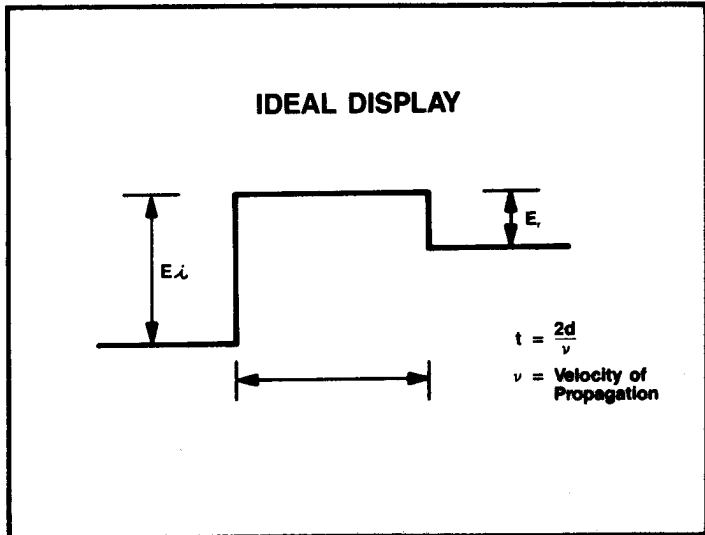 IDEAL DISPLAY
Ei
Er
t = 2d/ν
ν = Velocity of
Propagation